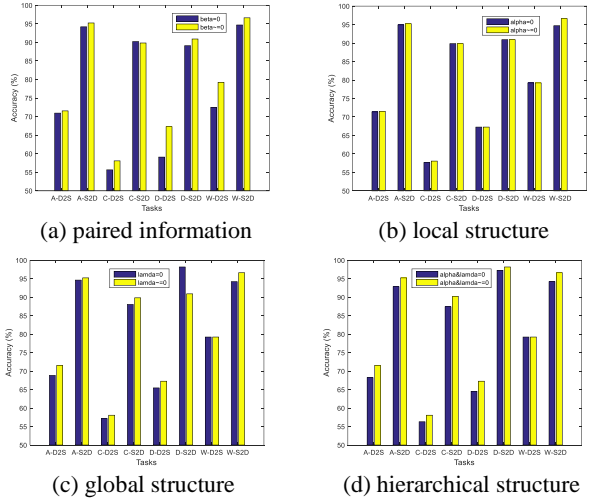 100
95
90
85
80
75
70
65
60
55
50
Accuracy (%)
beta=0
beta~=0
A-D2S A-S2D C-D2S C-S2D D-D2S D-S2D W-D2S W-S2D
Tasks
(a) paired information
100
95
90
85
80
75
70
65
60
55
50
Accuracy (%)
alpha=0
alpha~=0
A-D2S A-S2D C-D2S C-S2D D-D2S D-S2D W-D2S W-S2D
Tasks
(b) local structure
100
95
90
85
80
75
70
65
60
55
50
Accuracy (%)
lamda=0
lamda~=0
A-D2S A-S2D C-D2S C-S2D D-D2S D-S2D W-D2S W-S2D
Tasks
(c) global structure
100
95
90
85
80
75
70
65
60
55
50
Accuracy (%)
alpha&lamda=0
alpha&lamda~=0
A-D2S A-S2D C-D2S C-S2D D-D2S D-S2D W-D2S W-S2D
Tasks
(d) hierarchical structure